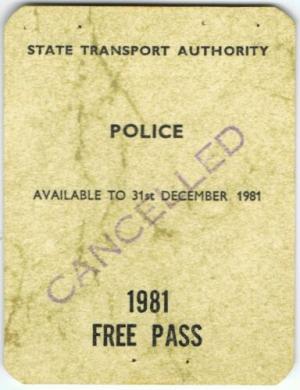 STATE TRANSPORT AUTHORITY
POLICE
AVAILABLE TO 31st DECEMBER 1981
CANCELLED
1981
FREE PASS